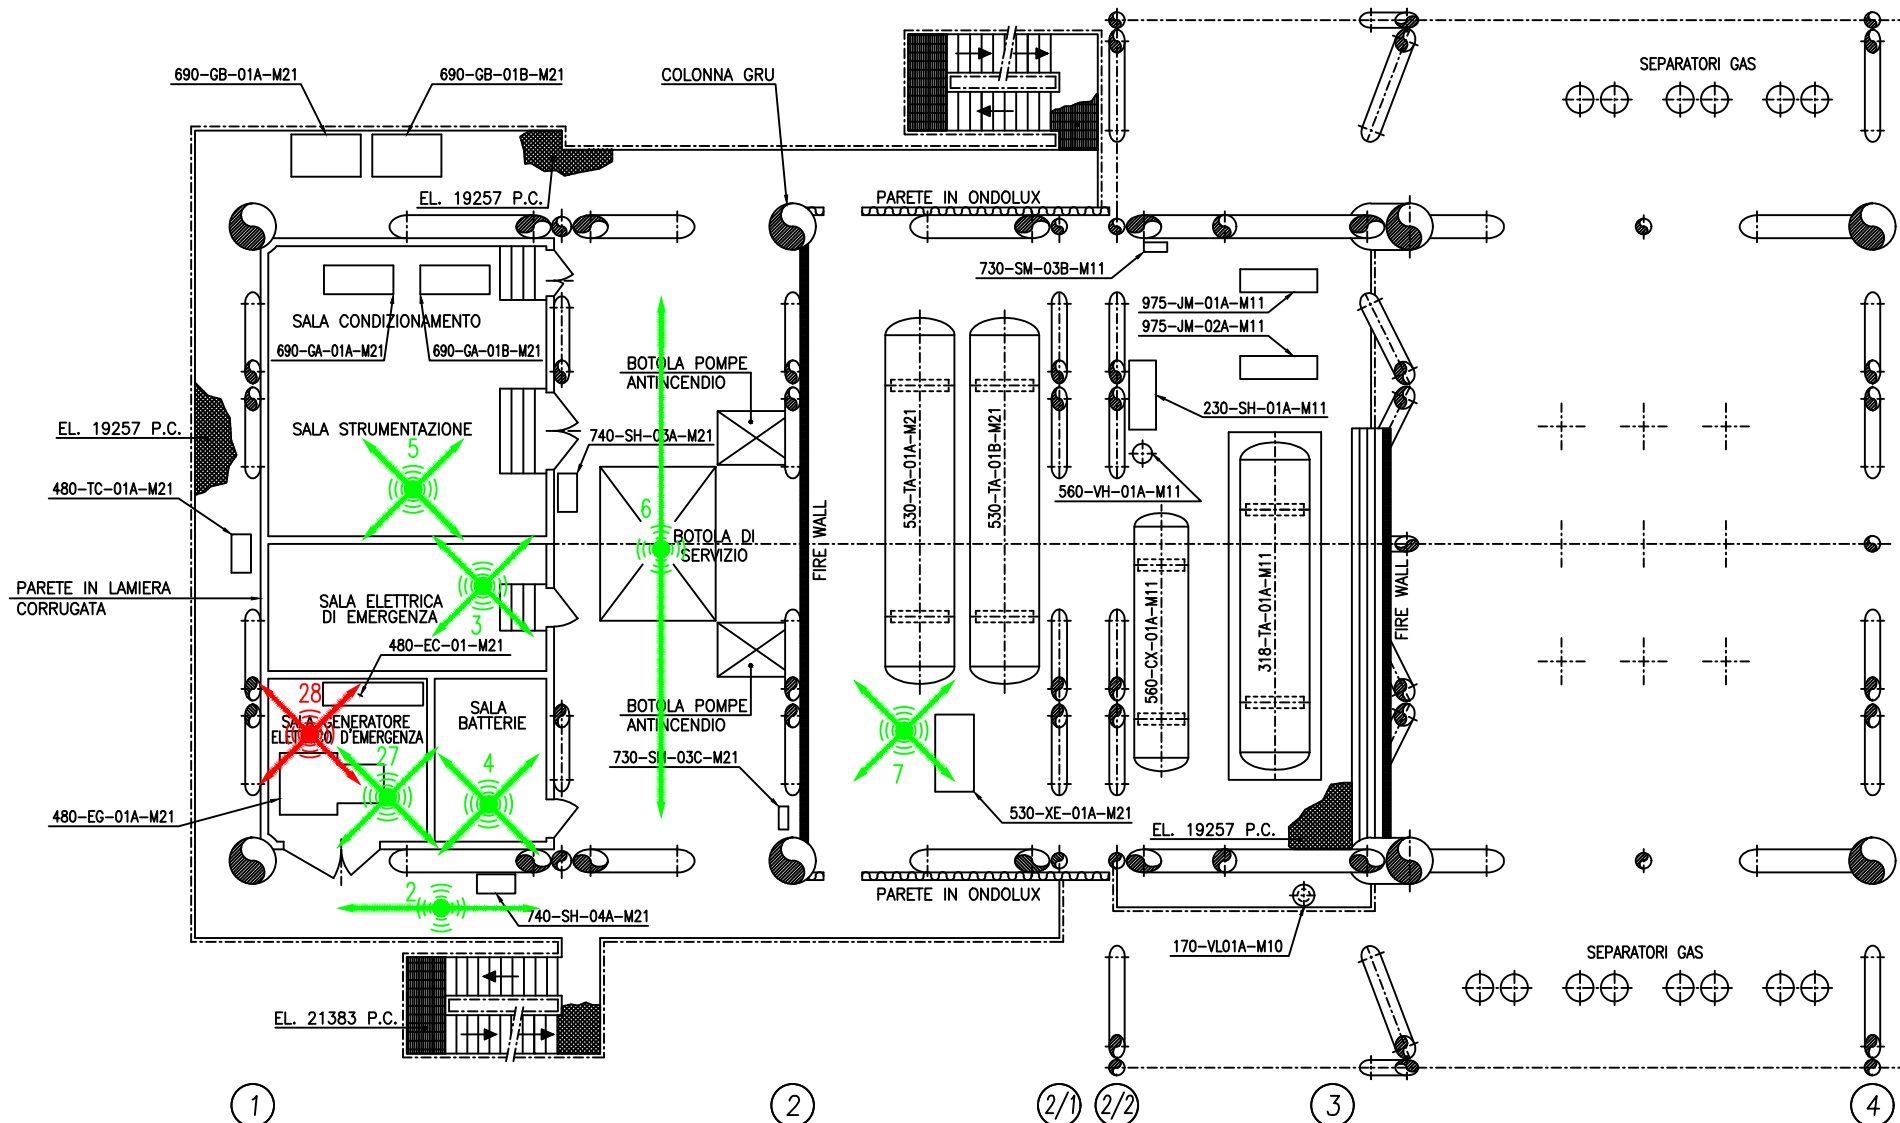 690-GB-01A-M21
690-GB-01B-M21
COLONNA GRU
SEPARATORI GAS
EL. 19257 P.C.
PARETE IN ONDOLUX
730-SM-03B-M11
975-JM-01A-M11
975-JM-02A-M11
SALA CONDIZIONAMENTO
690-GA-01A-M21
690-GA-01B-M21
BOTOLA POMPE
ANTINCENDIO
230-SH-01A-M11
EL. 19257 P.C.
SALA STRUMENTAZIONE
5
740-SH-03A-M21
530-TA-01A-M21
530-TA-01B-M21
480-TC-01A-M21
560-VH-01A-M11
6
BOTOLA DI
SERVIZIO
FIRE WALL
FIRE WALL
PARETE IN LAMIERA
CORRUGATA
SALA ELETTRICA
DI EMERGENZA
3
560-CX-01A-M11
318-TA-01A-M11
480-EC-01-M21
28
SALA GENERATORE
ELETTRICO D'EMERGENZA
SALA
BATTERIE
BOTOLA POMPE
ANTINCENDIO
27
4
730-SM-03C-M21
7
480-EG-01A-M21
530-XE-01A-M21
EL. 19257 P.C.
2
740-SH-04A-M21
PARETE IN ONDOLUX
170-VL01A-M10
SEPARATORI GAS
EL. 21383 P.C.
1
2
2/1
2/2
3
4